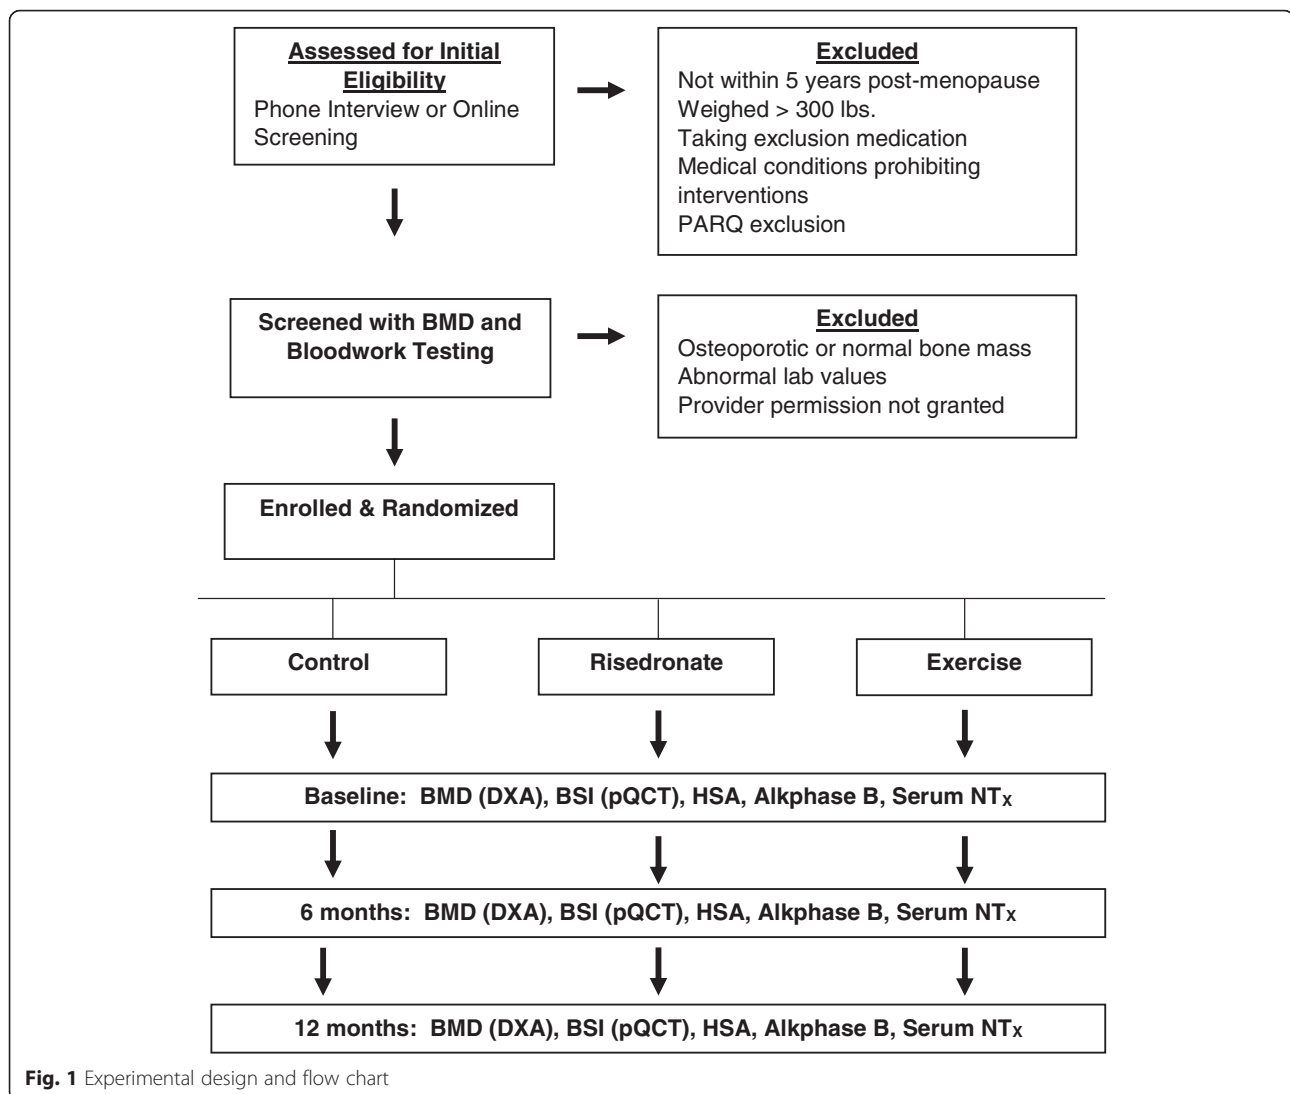 Assessed for Initial
Eligibility
Phone Interview or Online
Screening
Excluded
Not within 5 years post-menopause
Weighed > 300 lbs.
Taking exclusion medication
Medical conditions prohibiting
interventions
PARQ exclusion
Screened with BMD and
Bloodwork Testing
Excluded
Osteoporotic or normal bone mass
Abnormal lab values
Provider permission not granted
Enrolled & Randomized
Control
Risedronate
Exercise
Baseline: BMD (DXA), BSI (pQCT), HSA, Alkphase B, Serum NTx
6 months: BMD (DXA), BSI (pQCT), HSA, Alkphase B, Serum NTx
12 months: BMD (DXA), BSI (pQCT), HSA, Alkphase B, Serum NTx
Fig. 1 Experimental design and flow chart